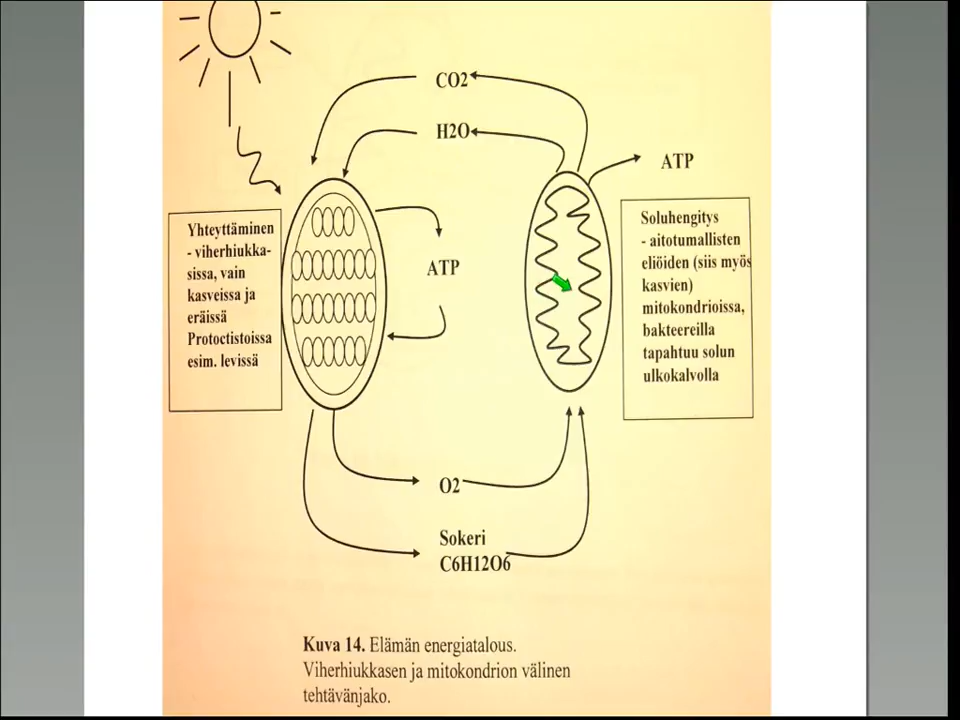 CO2
H2O
ATP
Yhteyttäminen
- viherhiukka-
sissa, vain
kasveissa ja
eräissä
Protoctistoissa
esim. levissä
ATP
Soluhengitys
- aitotumallisten
eliöiden (siis myös
kasvien)
mitokondrioissa,
bakteereilla
tapahtuu solun
ulkokalvolla
O2
Sokeri
C6H12O6
Kuva 14. Elämän energiatalous.
Viherhiukkasen ja mitokondrion välinen
tehtävänjako.